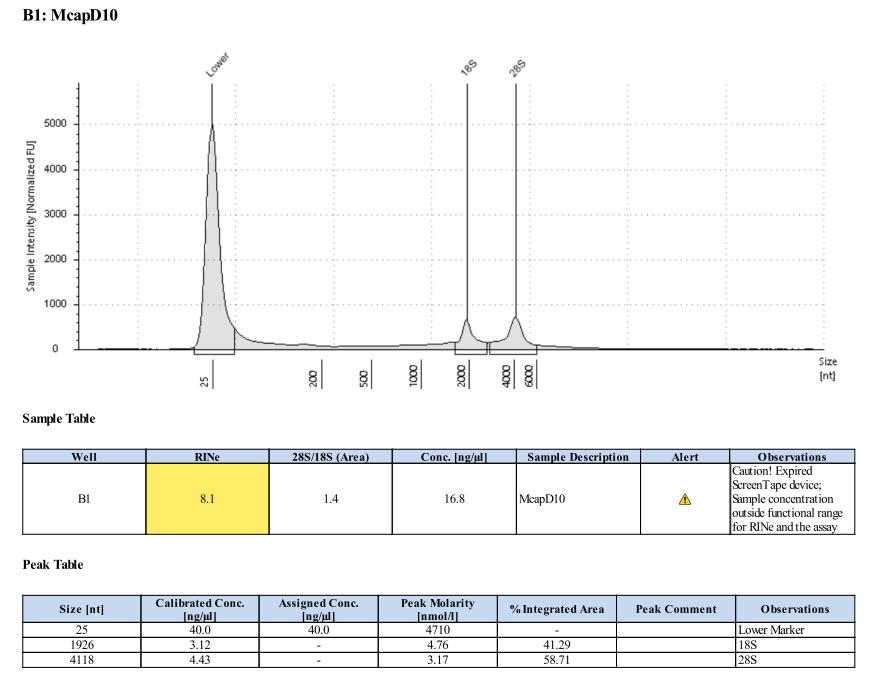 B1: McapD10
Lower
18S
28S
Sample Intensity [Normalized FU]
5000
4000
3000
2000
1000
0
25
200
500
1000
2000
4000
6000
Size
[nt]
Sample Table
Well RINe 28S/18S (Area) Conc. [ng/µl] Sample Description Alert Observations
B1 8.1 1.4 16.8 McapD10 Caution! Expired
ScreenTape device;
Sample concentration
outside functional range
for RINe and the assay
Peak Table
Size [nt] Calibrated Conc. [ng/µl] Assigned Conc. [ng/µl] Peak Molarity [nmol/l] % Integrated Area Peak Comment Observations
25 40.0 40.0 4710 - Lower Marker
1926 3.12 - 4.76 41.29 18S
4118 4.43 - 3.17 58.71 28S